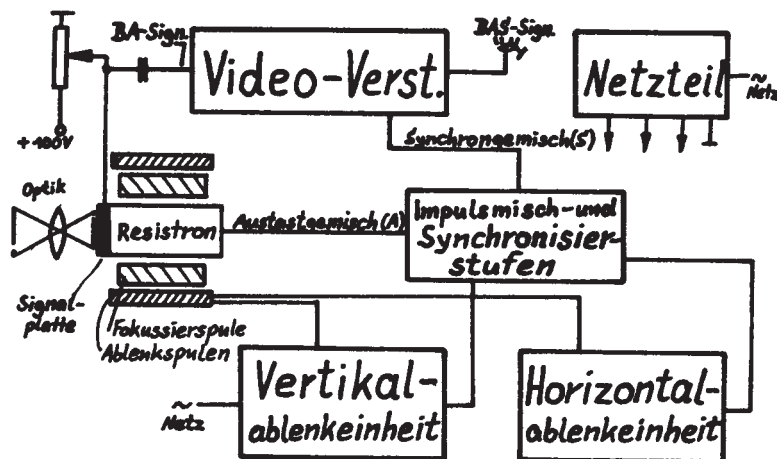 BA-Sign.
BAS-Sign.
Video-Verst.
Netzteil
~
Netz
+100V
Synchrongemisch(S)
Optik
Resistron
Austastgemisch(A)
Impulsmisch-und
Synchronisier-
stufen
Signal-
platte
Fokussierspule
Ablenkspulen
Vertikal-
ablenkeinheit
~
Netz
Horizontal-
ablenkeinheit